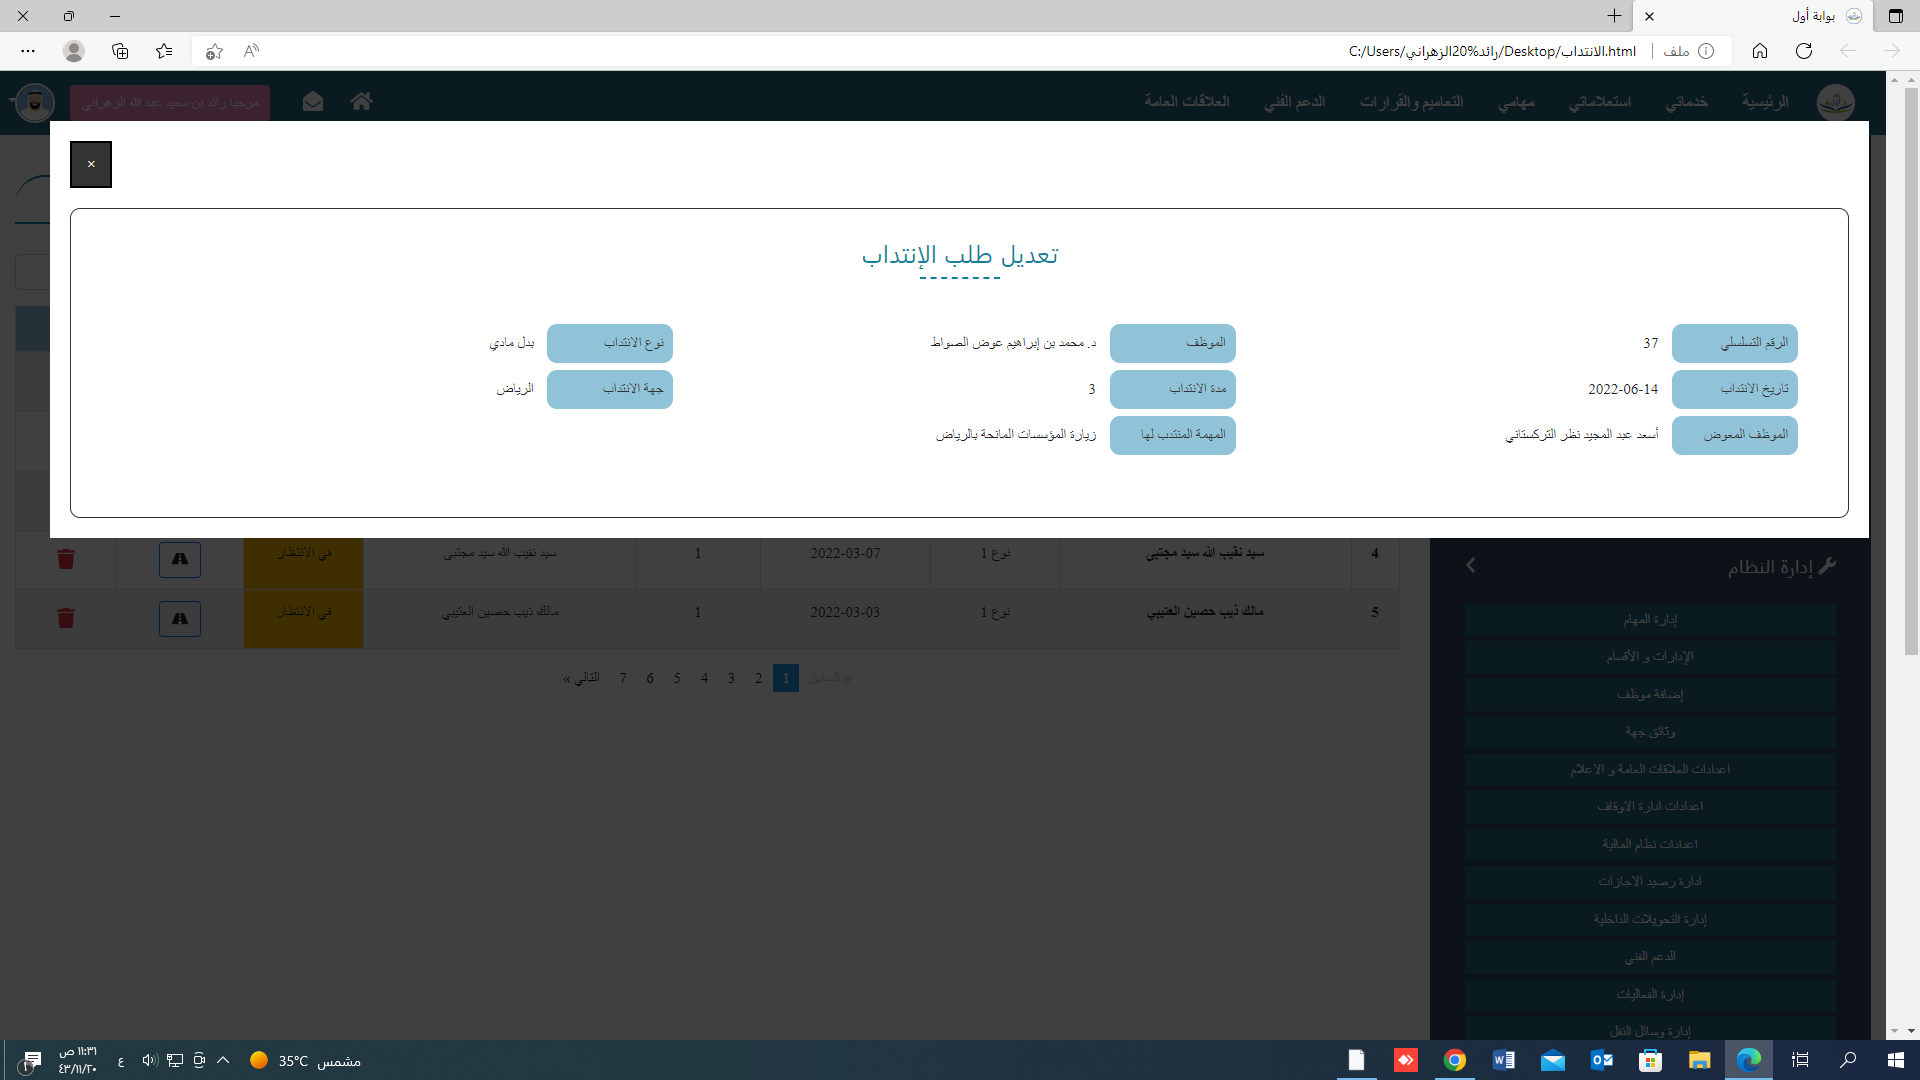 بوابة أول
ملف
C:/Users/رائد%20الزهراني/Desktop/الانتداب.html
الرئيسية
خدماتي
استعلاماتي
مهامي
التعاميم والقرارات
الدعم الفني
العلاقات العامة
مرحبا رائد بن سعيد عبد الله الزهراني
×
تعديل طلب الإنتداب
الرقم التسلسلي 37 الموظف د. محمد بن إبراهيم عوض الصواط نوع الانتداب بدل مادي
تاريخ الانتداب 2022-06-14 مدة الانتداب 3 جهة الانتداب الرياض
الموظف المعوض أسعد عبد المجيد نظر التركستاني المهمة المنتدب لها زيارة المؤسسات المانحة بالرياض
4 سيد نقيب الله سيد مجتبى نوع 1 2022-03-07 1 سيد نقيب الله سيد مجتبى في الانتظار
5 مالك ذيب حصين العتيبي نوع 1 2022-03-03 1 مالك ذيب حصين العتيبي في الانتظار
« السابق 1 2 3 4 5 6 7 التالي »
إدارة النظام
إدارة المهام
الإدارات و الأقسام
إضافة موظف
وثائق جهة
اعدادات العلاقات العامة و الاعلام
اعدادات ادارة الاوقاف
اعدادات نظام المالية
ادارة رصيد الاجازات
إدارة التحويلات الداخلية
الدعم الفني
إدارة الفعاليات
إدارة وسائل النقل
مشمس 35°C
ع
١١:٣١ ص
٤٣/١١/٢٠
١